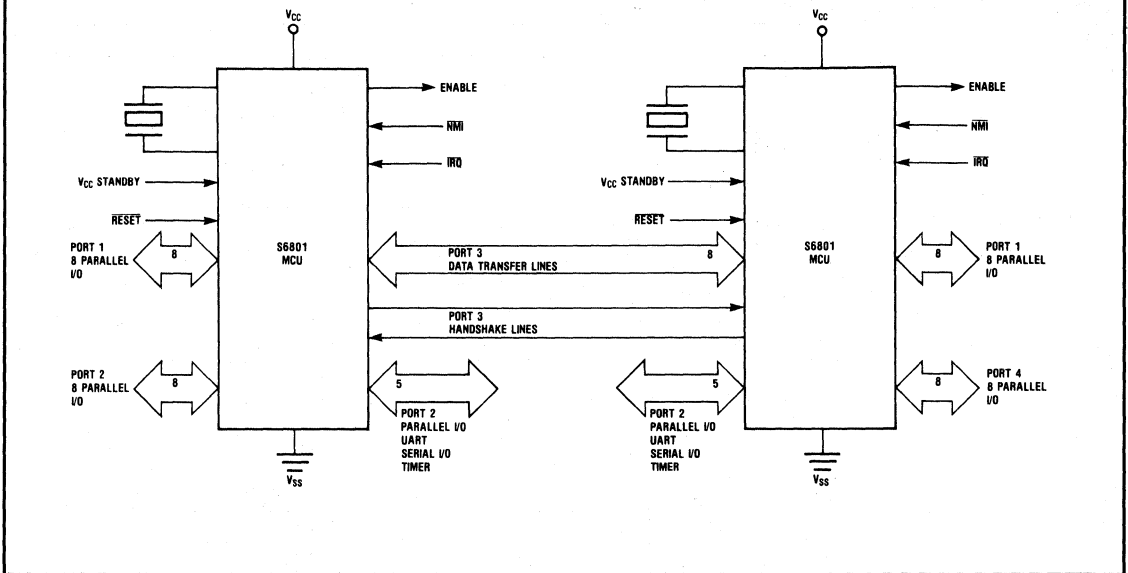 VCC
ENABLE
NMI
IRQ
VCC STANDBY
RESET
PORT 1
8 PARALLEL
I/O
8
S6801
MCU
PORT 3
DATA TRANSFER LINES
8
PORT 3
HANDSHAKE LINES
PORT 2
8 PARALLEL
I/O
8
5
PORT 2
PARALLEL I/O
UART
SERIAL I/O
TIMER
VSS
VCC
ENABLE
NMI
IRQ
VCC STANDBY
RESET
S6801
MCU
8
PORT 1
8 PARALLEL
I/O
5
PORT 2
PARALLEL I/O
UART
SERIAL I/O
TIMER
8
PORT 4
8 PARALLEL
I/O
VSS